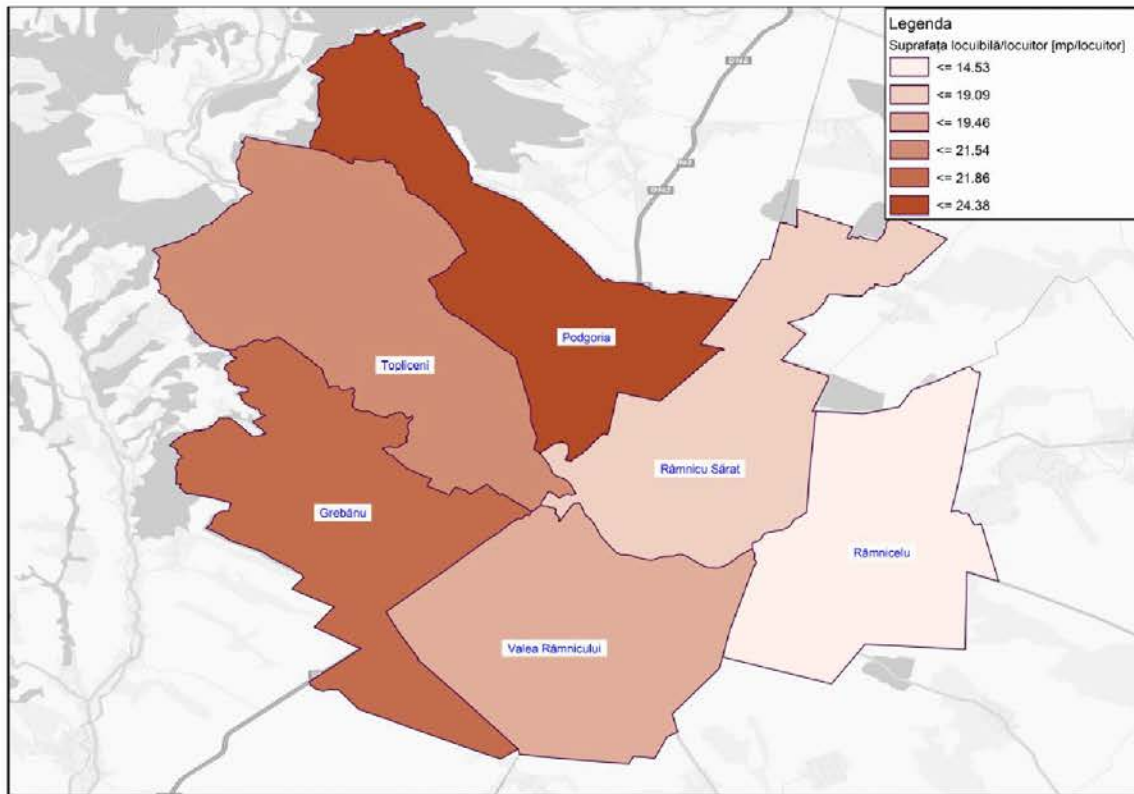 Legenda
Suprafața locuibilă/locuitor [mp/locuitor]
<= 14.53
<= 19.09
<= 19.46
<= 21.54
<= 21.86
<= 24.38
Podgoria
Topliceni
Râmnicu Sărat
Grebănu
Râmnicelu
Valea Râmnicului